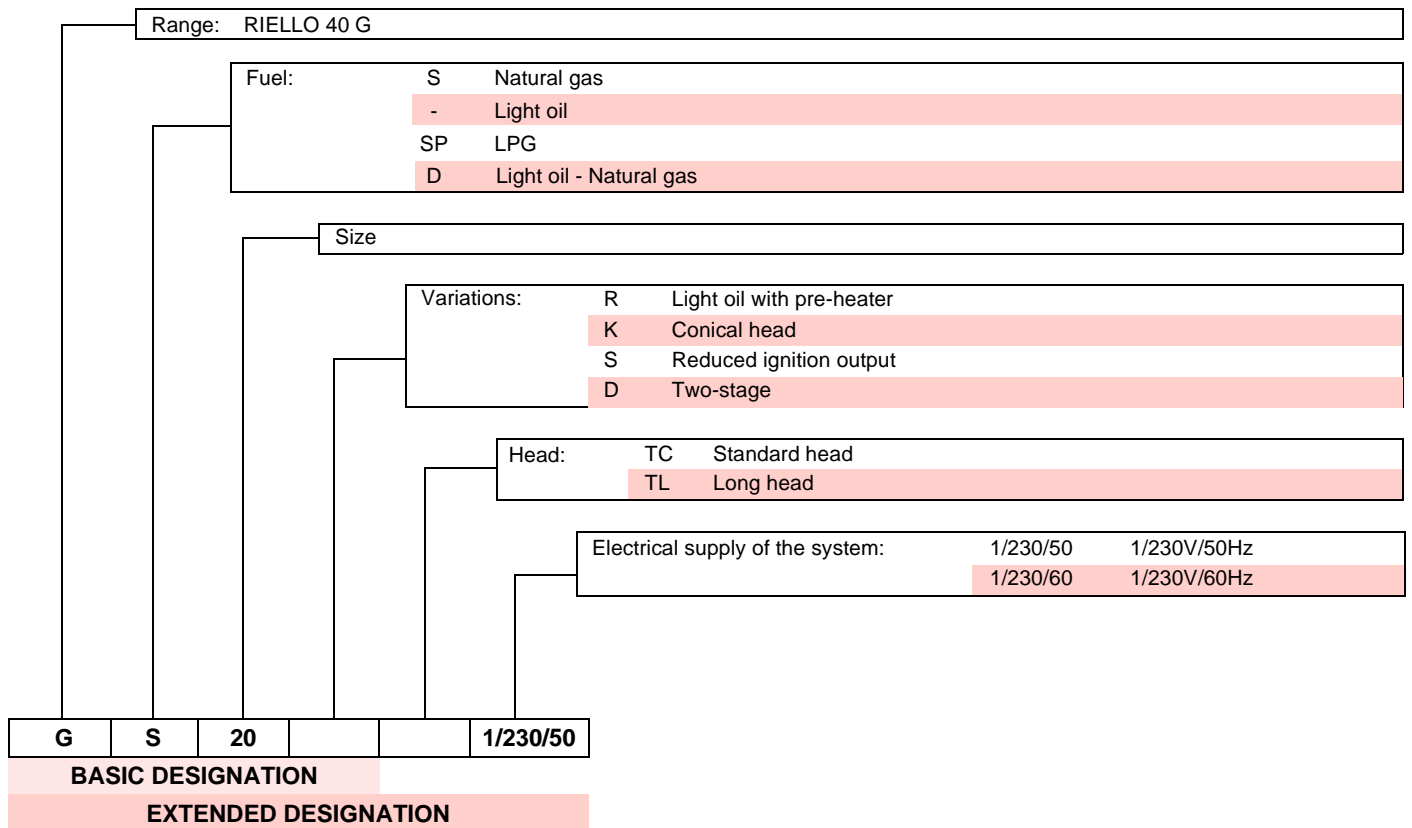 Range: RIELLO 40 G
Fuel: S Natural gas
- Light oil
SP LPG
D Light oil - Natural gas
Size
Variations: R Light oil with pre-heater
K Conical head
S Reduced ignition output
D Two-stage
Head: TC Standard head
TL Long head
Electrical supply of the system: 1/230/50 1/230V/50Hz
1/230/60 1/230V/60Hz
G S 20 1/230/50
BASIC DESIGNATION
EXTENDED DESIGNATION